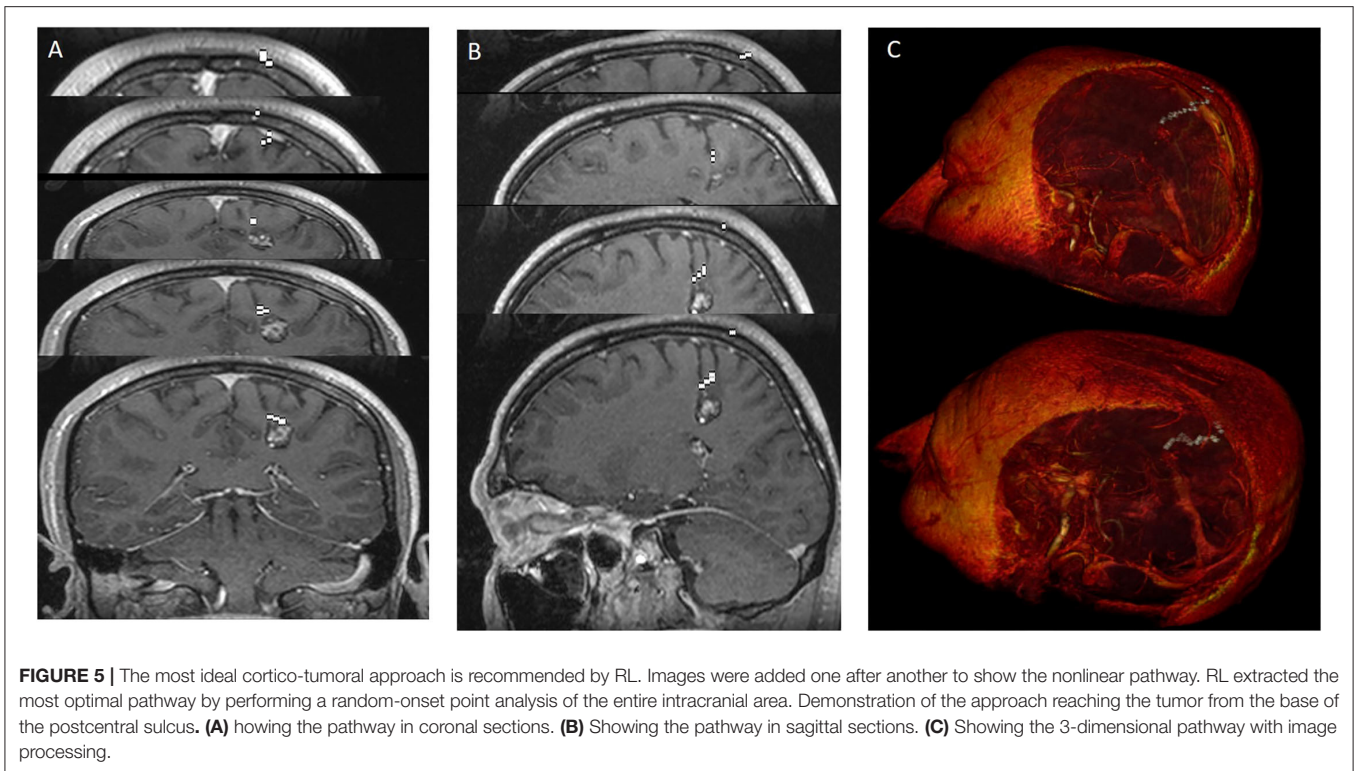 A
B
C
FIGURE 5 | The most ideal cortico-tumoral approach is recommended by RL. Images were added one after another to show the nonlinear pathway. RL extracted the
most optimal pathway by performing a random-onset point analysis of the entire intracranial area. Demonstration of the approach reaching the tumor from the base of
the postcentral sulcus. (A) howing the pathway in coronal sections. (B) Showing the pathway in sagittal sections. (C) Showing the 3-dimensional pathway with image
processing.